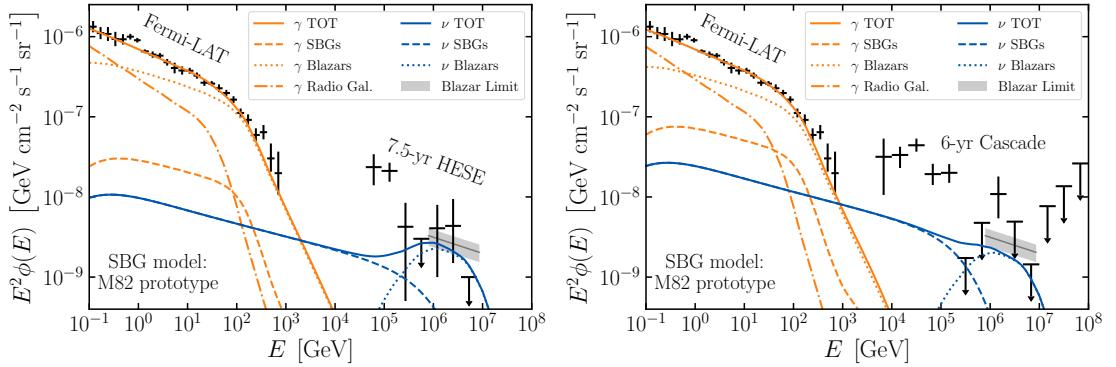 E²ϕ(E) [GeV cm⁻² s⁻¹ sr⁻¹]
10⁻⁶
10⁻⁷
10⁻⁸
10⁻⁹
Fermi-LAT
γ TOT
γ SBGs
γ Blazars
γ Radio Gal.
ν TOT
ν SBGs
ν Blazars
Blazar Limit
7.5-yr HESE
SBG model:
M82 prototype
10⁻¹ 10⁰ 10¹ 10² 10³ 10⁴ 10⁵ 10⁶ 10⁷ 10⁸
E [GeV]
E²ϕ(E) [GeV cm⁻² s⁻¹ sr⁻¹]
10⁻⁶
10⁻⁷
10⁻⁸
10⁻⁹
Fermi-LAT
γ TOT
γ SBGs
γ Blazars
γ Radio Gal.
ν TOT
ν SBGs
ν Blazars
Blazar Limit
6-yr Cascade
SBG model:
M82 prototype
10⁻¹ 10⁰ 10¹ 10² 10³ 10⁴ 10⁵ 10⁶ 10⁷ 10⁸
E [GeV]